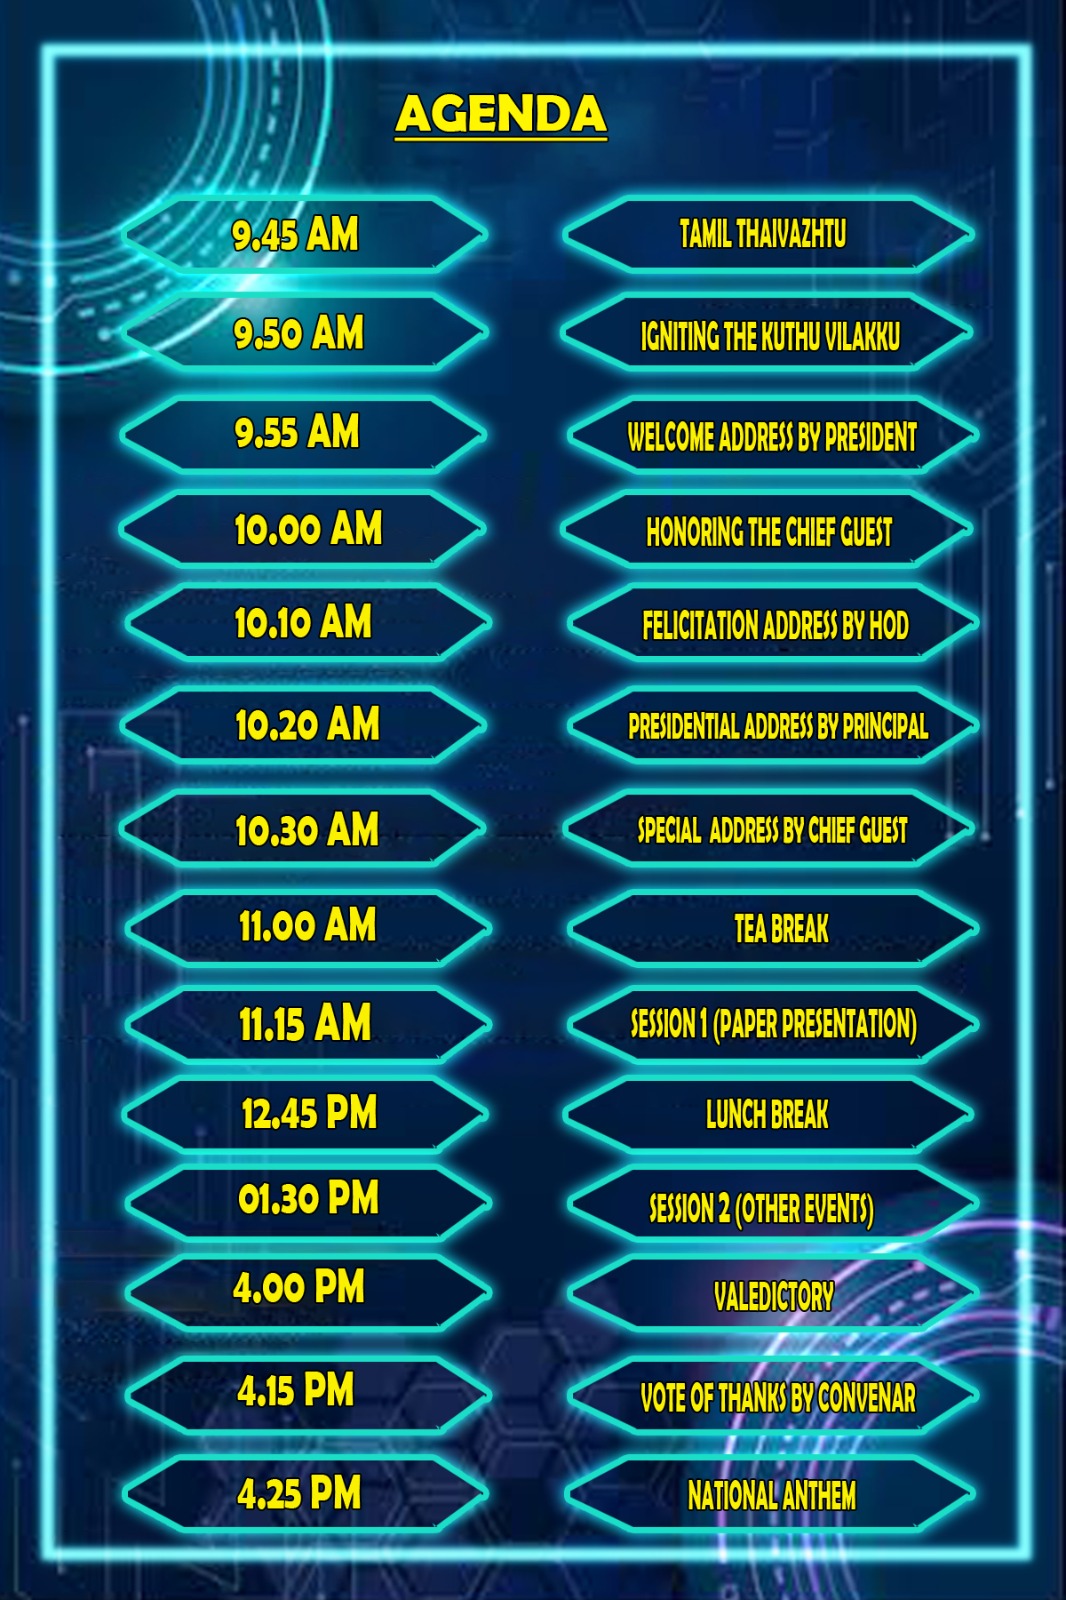 AGENDA
9.45 AM TAMIL THAIVAZHTU
9.50 AM IGNITING THE KUTHU VILAKKU
9.55 AM WELCOME ADDRESS BY PRESIDENT
10.00 AM HONORING THE CHIEF GUEST
10.10 AM FELICITATION ADDRESS BY HOD
10.20 AM PRESIDENTIAL ADDRESS BY PRINCIPAL
10.30 AM SPECIAL ADDRESS BY CHIEF GUEST
11.00 AM TEA BREAK
11.15 AM SESSION 1 (PAPER PRESENTATION)
12.45 PM LUNCH BREAK
01.30 PM SESSION 2 (OTHER EVENTS)
4.00 PM VALEDICTORY
4.15 PM VOTE OF THANKS BY CONVENAR
4.25 PM NATIONAL ANTHEM